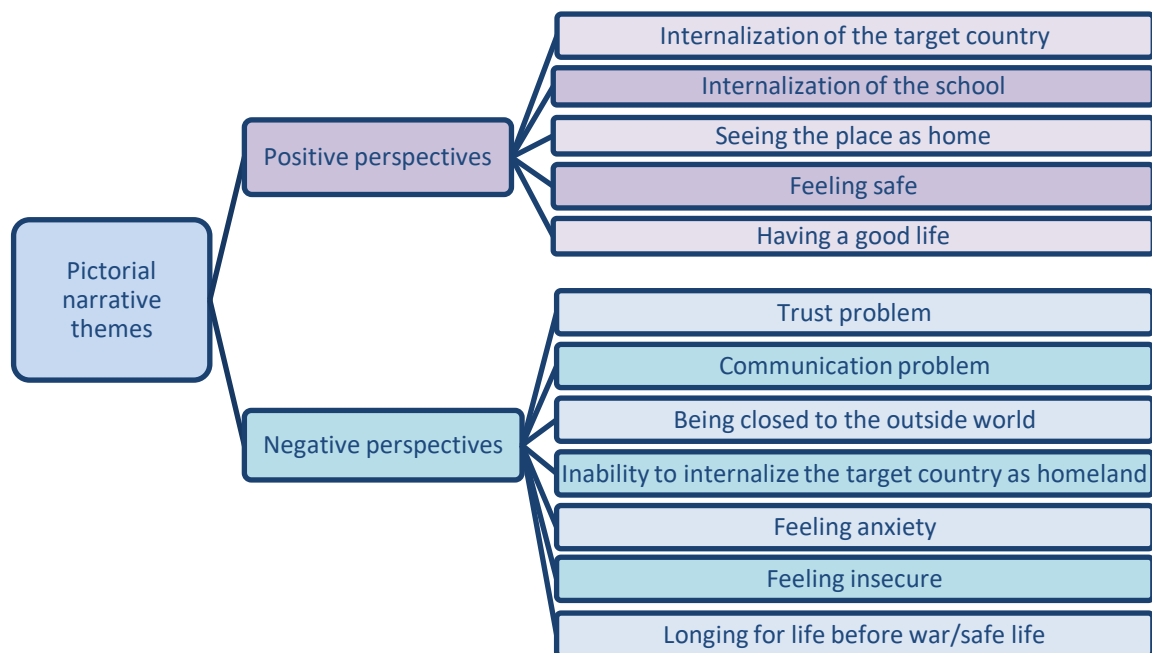 Pictorial
narrative
themes
Positive perspectives
Internalization of the target country
Internalization of the school
Seeing the place as home
Feeling safe
Having a good life
Negative perspectives
Trust problem
Communication problem
Being closed to the outside world
Inability to internalize the target country as homeland
Feeling anxiety
Feeling insecure
Longing for life before war/safe life